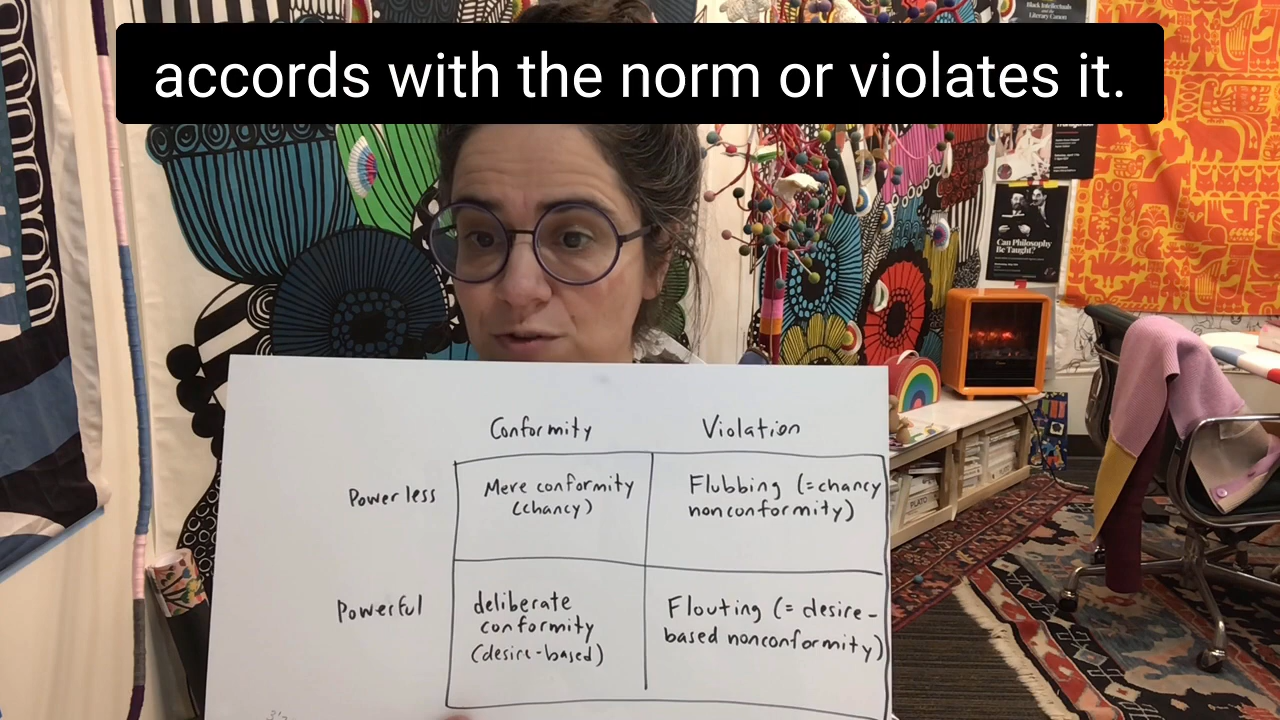 accords with the norm or violates it.
Black Intellectuals
Literary Canon
Can Philosophy
Be Taught?
Conformity
Violation
Powerless
Mere conformity
(chancy)
Flubbing (=chancy
nonconformity)
Powerful
deliberate
conformity
(desire-based)
Flouting (= desire-
based nonconformity)
PLATO